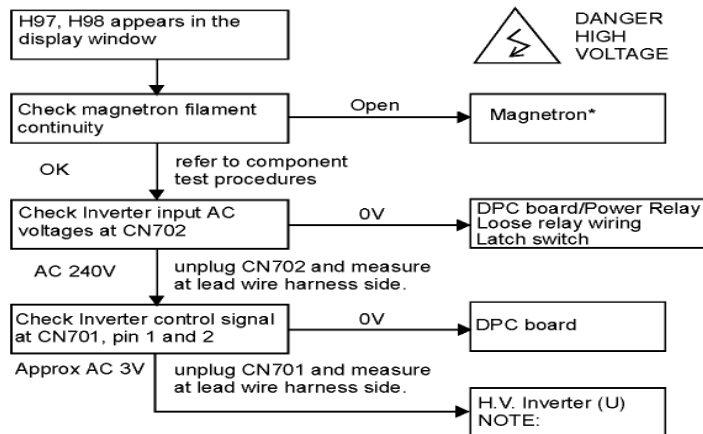 H97, H98 appears in the
display window
DANGER
HIGH
VOLTAGE
Check magnetron filament
continuity
Open
Magnetron*
OK
refer to component
test procedures
Check Inverter input AC
voltages at CN702
0V
DPC board/Power Relay
Loose relay wiring
Latch switch
AC 240V
unplug CN702 and measure
at lead wire harness side.
Check Inverter control signal
at CN701, pin 1 and 2
0V
DPC board
Approx AC 3V
unplug CN701 and measure
at lead wire harness side.
H.V. Inverter (U)
NOTE: